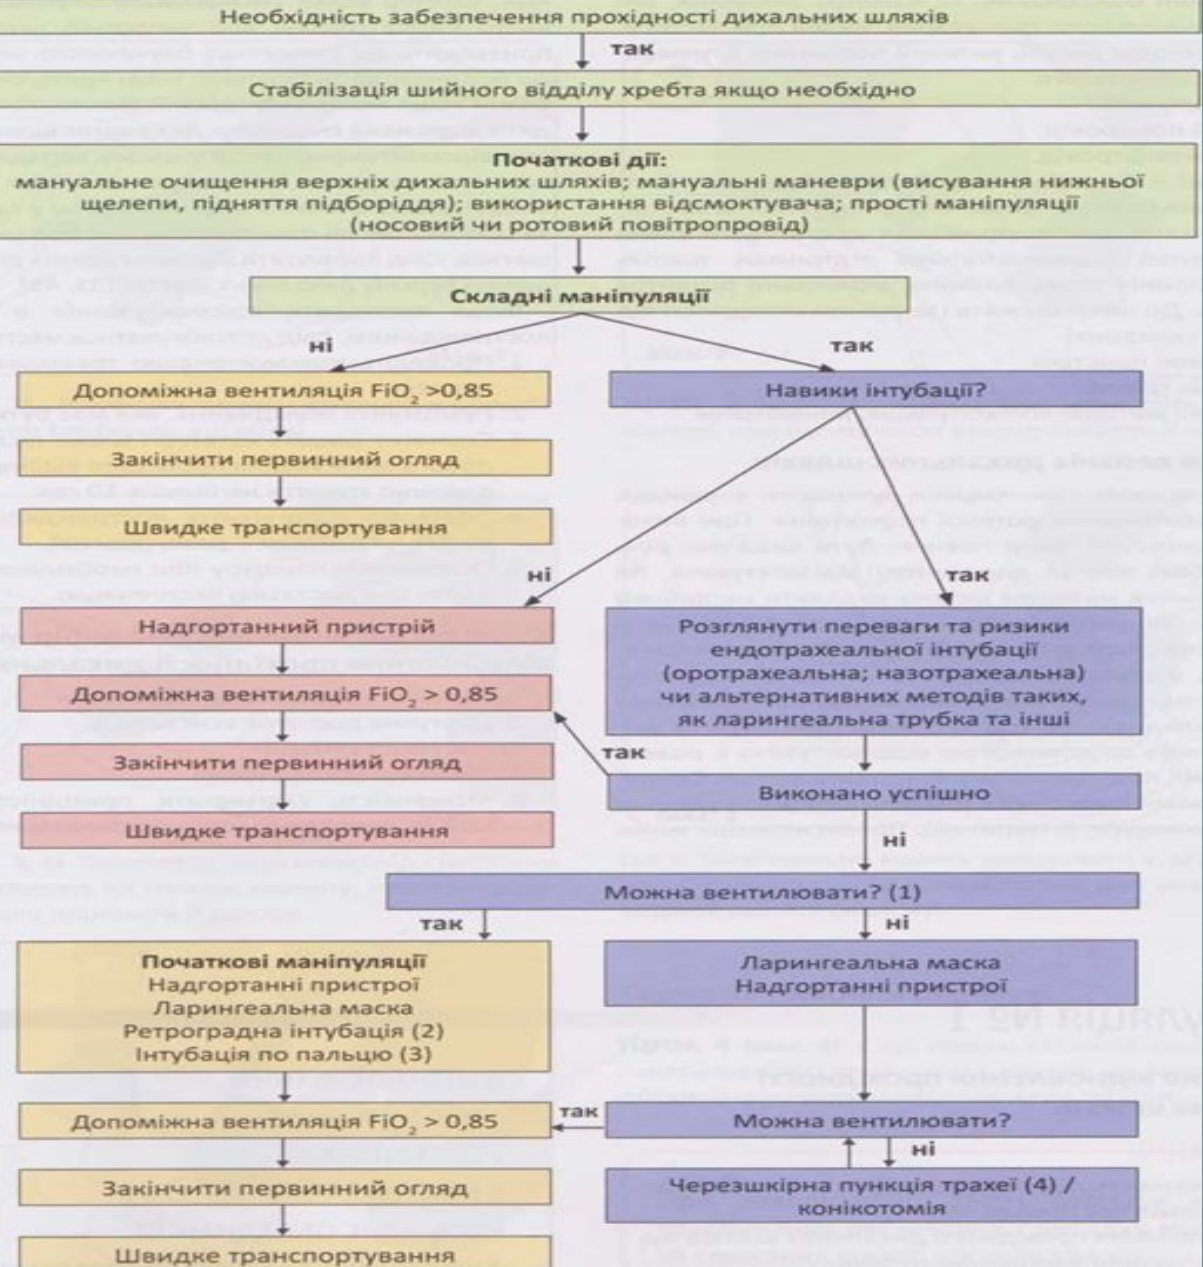 Необхідність забезпечення прохідності дихальних шляхів
так
Стабілізація шийного відділу хребта якщо необхідно
Початкові дії:
мануальне очищення верхніх дихальних шляхів; мануальні маневри (висування нижньої
щелепи, підняття підборіддя); використання відсмоктувача; прості маніпуляції
(носовий чи ротовий повітропровід)
Складні маніпуляції
ні
так
Допоміжна вентиляція FiO₂ >0,85
Навики інтубації?
Закінчити первинний огляд
Швидке транспортування
ні
так
Надгортанний пристрій
Допоміжна вентиляція FiO₂ > 0,85
Закінчити первинний огляд
Швидке транспортування
Розглянути переваги та ризики
ендотрахеальної інтубації
(оротрахеальна; назотрахеальна)
чи альтернативних методів таких,
як ларингеальна трубка та інші
так
Виконано успішно
ні
Можна вентилювати? (1)
так
ні
Початкові маніпуляції
Надгортанні пристрої
Ларингеальна маска
Ретроградна інтубація (2)
Інтубація по пальцю (3)
Ларингеальна маска
Надгортанні пристрої
Допоміжна вентиляція FiO₂ > 0,85
так
Можна вентилювати?
ні
Закінчити первинний огляд
Черезшкірна пункція трахеї (4) /
конікотомія
Швидке транспортування